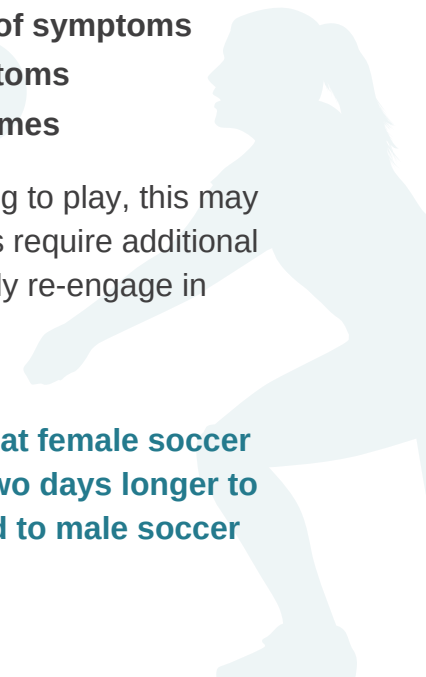 of symptoms
toms
mes
g to play, this may
s require additional
ly re-engage in
at female soccer
wo days longer to
d to male soccer